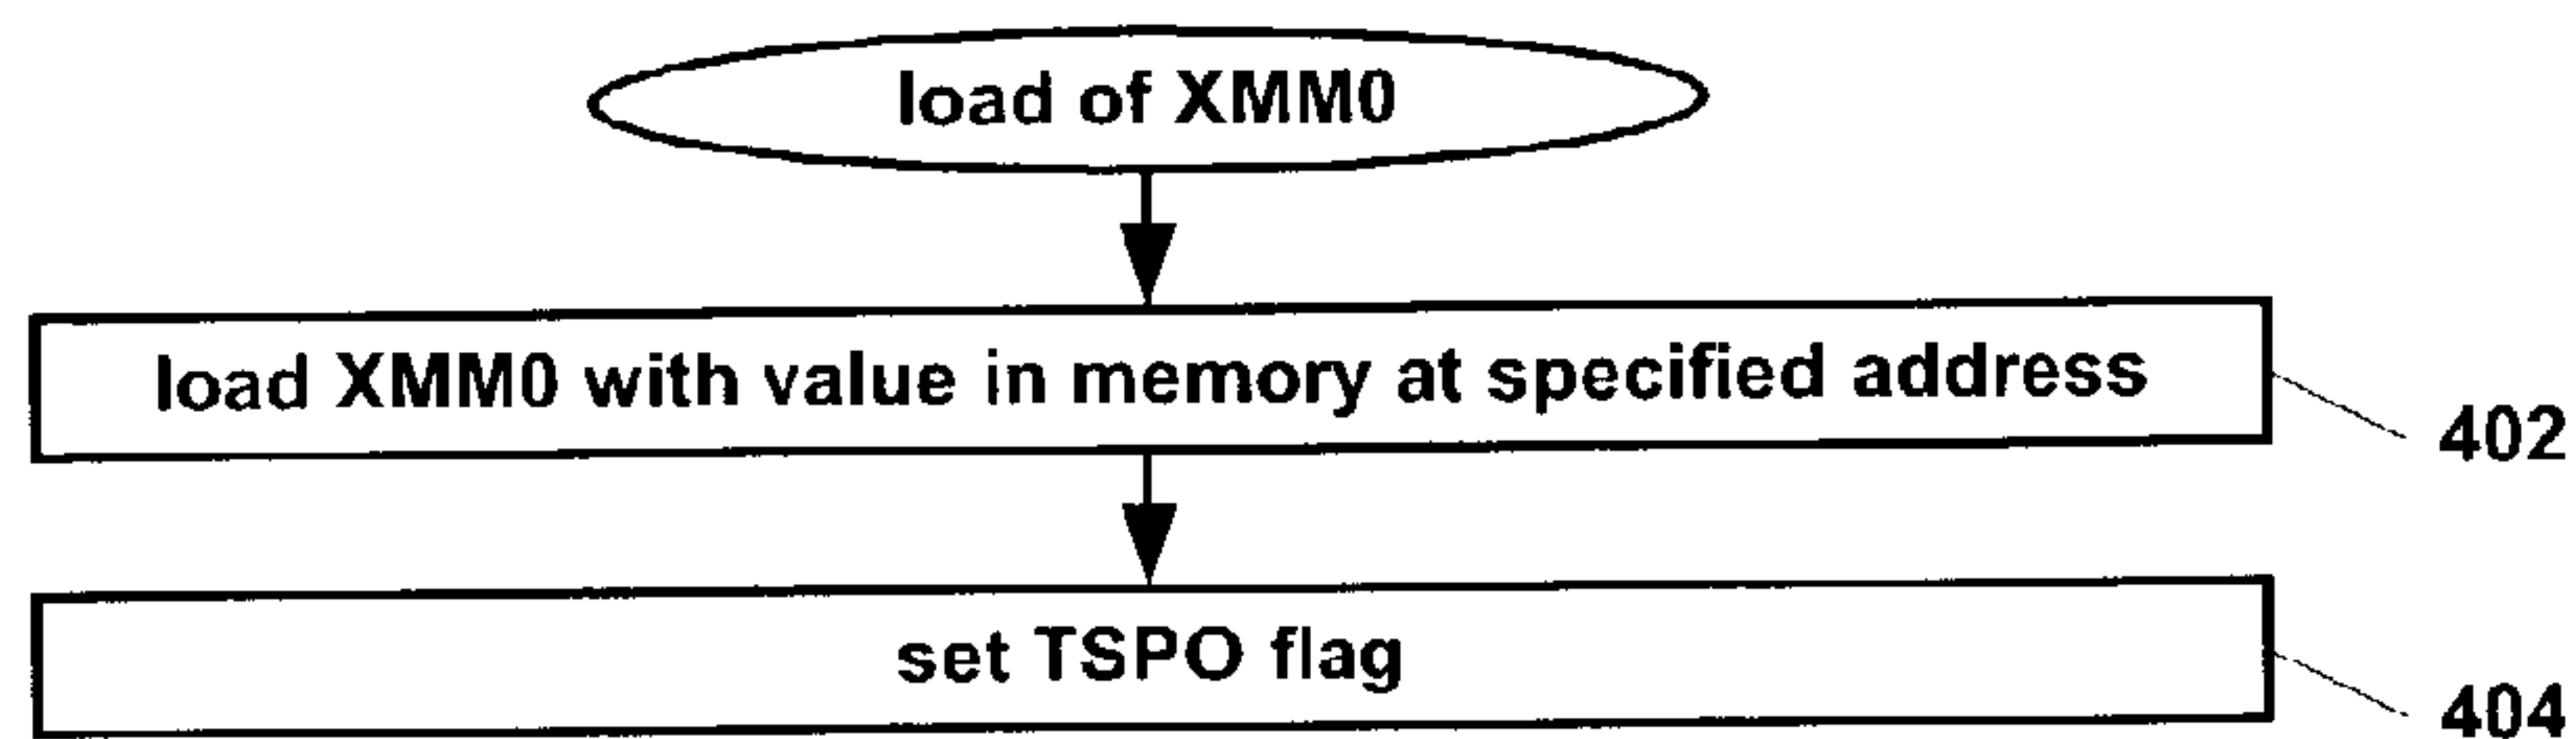 load of XMM0
load XMM0 with value in memory at specified address
402
set TSPO flag
404